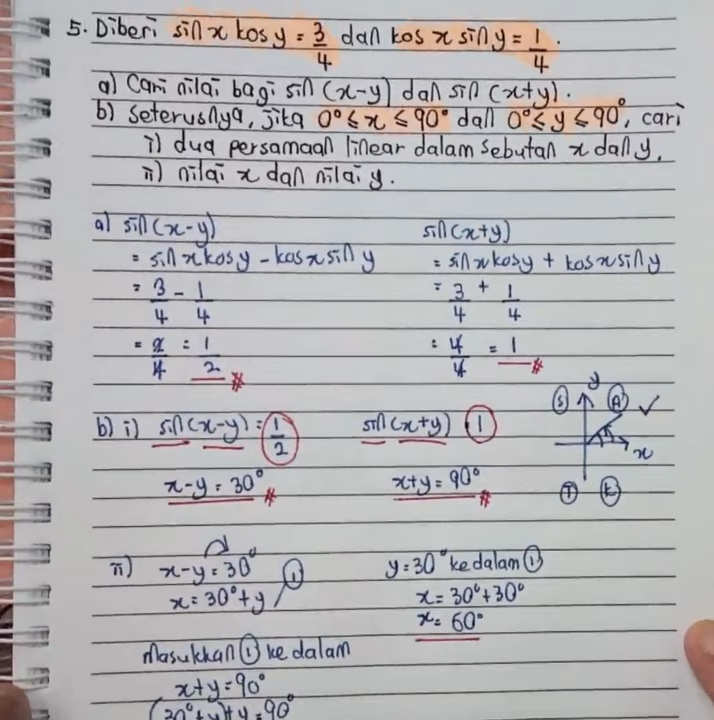 5. Diberi sin x kos y = 3/4 dan kos x sin y = 1/4.
a) Cari nilai bagi sin (x-y) dan sin (x+y).
b) Seterusnya, jika 0° ≤ x ≤ 90° dan 0° ≤ y ≤ 90°, cari
i) dua persamaan linear dalam sebutan x dan y.
ii) nilai x dan nilai y.
a) sin(x-y)
= sin x kos y - kos x sin y
= 3/4 - 1/4
= 2/4 = 1/2 #
sin(x+y)
= sin x kos y + kos x sin y
= 3/4 + 1/4
= 4/4 = 1 #
b) i) sin(x-y) = 1/2
x-y = 30° #
sin(x+y) 1
x+y = 90° #
y
S A ✓
x
T K
ii) x-y = 30°
x = 30° + y 1
Masukkan 1 ke dalam
x+y = 90°
(30°+y)+y = 90°
y = 30° ke dalam 1
x = 30° + 30°
x = 60°